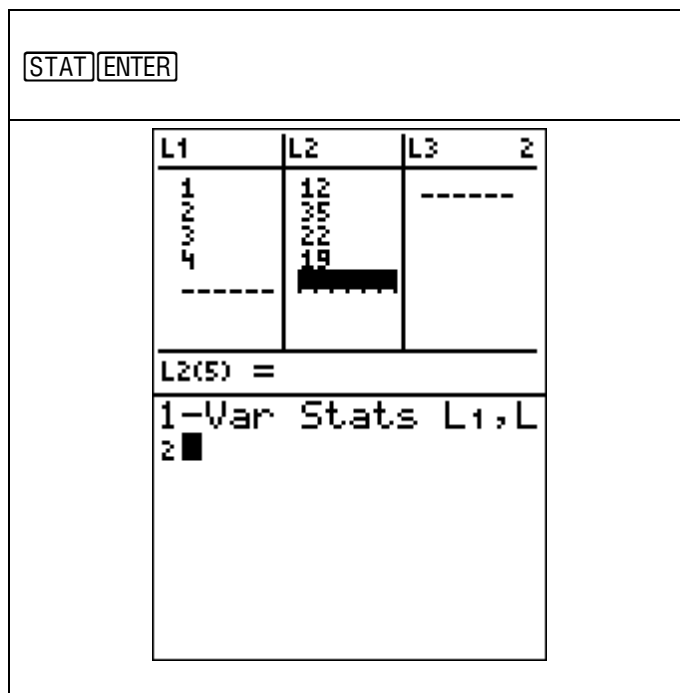 STAT ENTER
L1 L2 L3 2
1 12 ------
2 35
3 22
4 19
------
L2(5) =
1-Var Stats L1,L
2